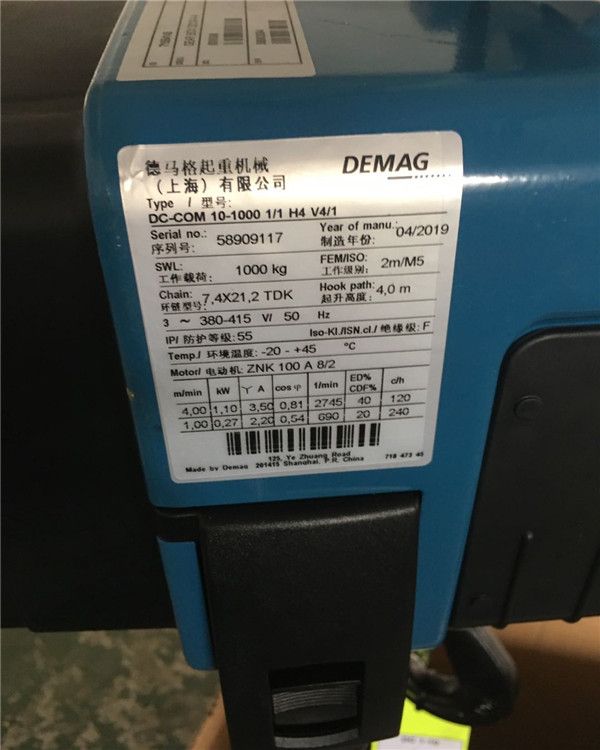 德马格起重机械
（上海）有限公司
DEMAG
Type / 型号:
DC-COM 10-1000 1/1 H4 V4/1
Serial no.: 58909117 Year of manu.: 04/2019
序列号: 制造年份:
SWL: 1000 kg FEM/ISO: 2m/M5
工作载荷: 工作级别:
Chain: 7,4X21,2 TDK Hook path: 4,0 m
环链型号: 起升高度:
3 ~ 380-415 V/ 50 Hz
IP/ 防护等级: 55 Iso-Kl./ISN.cl./ 绝缘级: F
Temp./ 环境温度: -20 - +45 °C
Motor/ 电动机: ZNK 100 A 8/2
m/min kW Y A cos φ 1/min ED% CDF% c/h
4,00 1,10 3,50 0,81 2745 40 120
1,00 0,27 2,20 0,54 690 20 240
125, Ye Zhuang Road 718 473 45
Made by Demag 201415 Shanghai, P.R. China